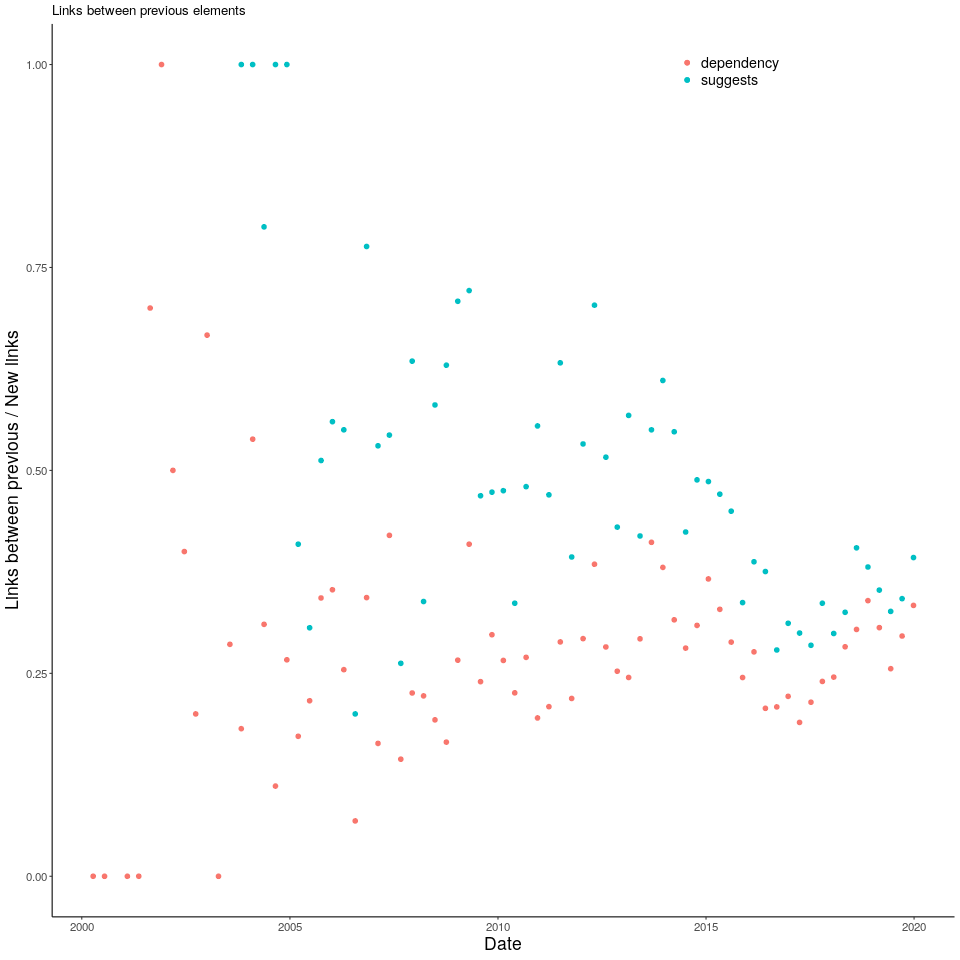 Links between previous elements
dependency
suggests
1.00
0.75
0.50
0.25
0.00
LInks between previous / New links
2000
2005
2010
2015
2020
Date